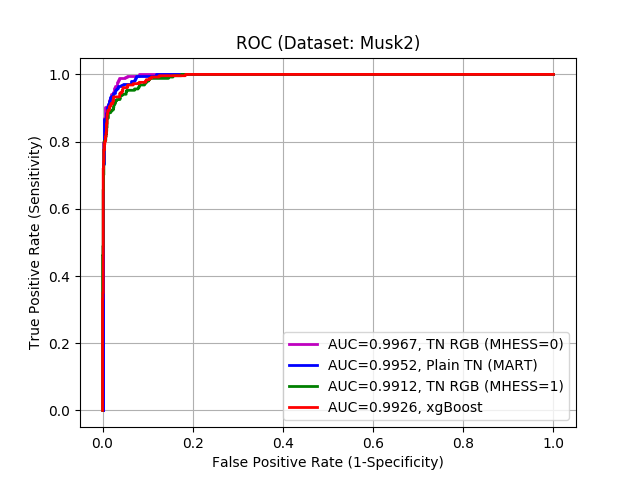 ROC (Dataset: Musk2)
True Positive Rate (Sensitivity)
1.0
0.8
0.6
0.4
0.2
0.0
AUC=0.9967, TN RGB (MHESS=0)
AUC=0.9952, Plain TN (MART)
AUC=0.9912, TN RGB (MHESS=1)
AUC=0.9926, xgBoost
0.0 0.2 0.4 0.6 0.8 1.0
False Positive Rate (1-Specificity)